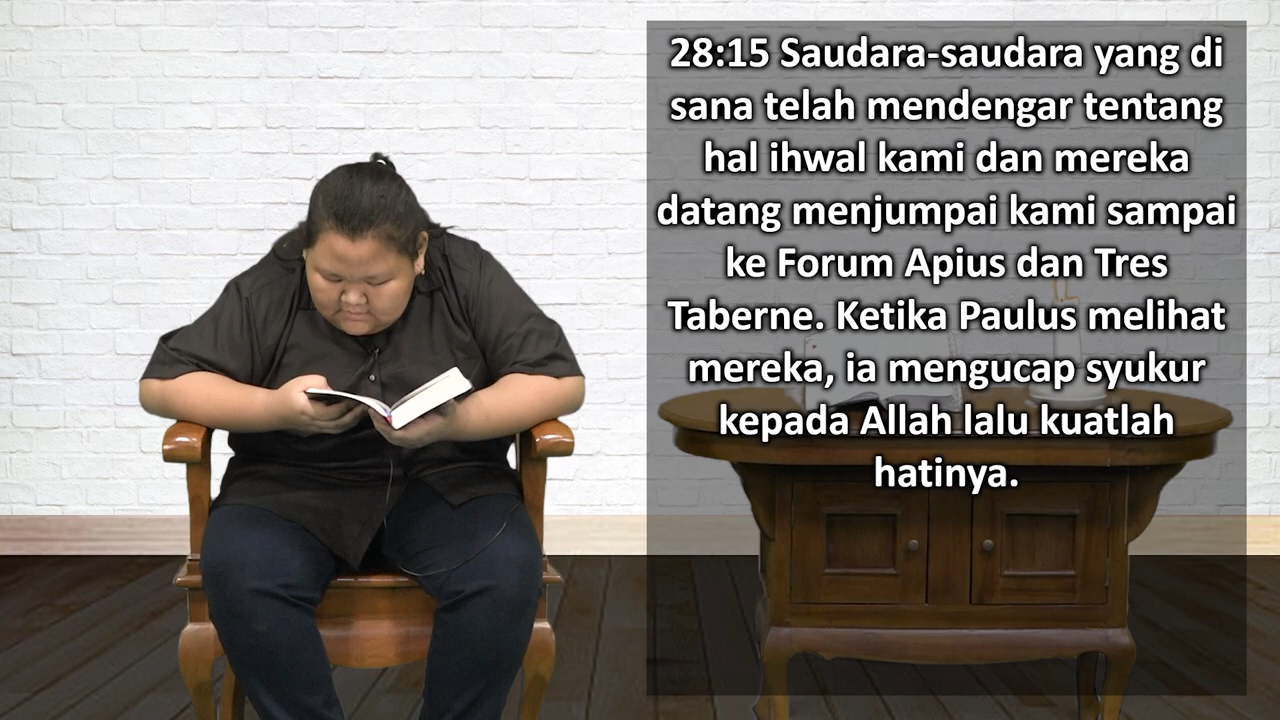 28:15 Saudara-saudara yang di
sana telah mendengar tentang
hal ihwal kami dan mereka
datang menjumpai kami sampai
ke Forum Apius dan Tres
Taberne. Ketika Paulus melihat
mereka, ia mengucap syukur
kepada Allah lalu kuatlah
hatinya.